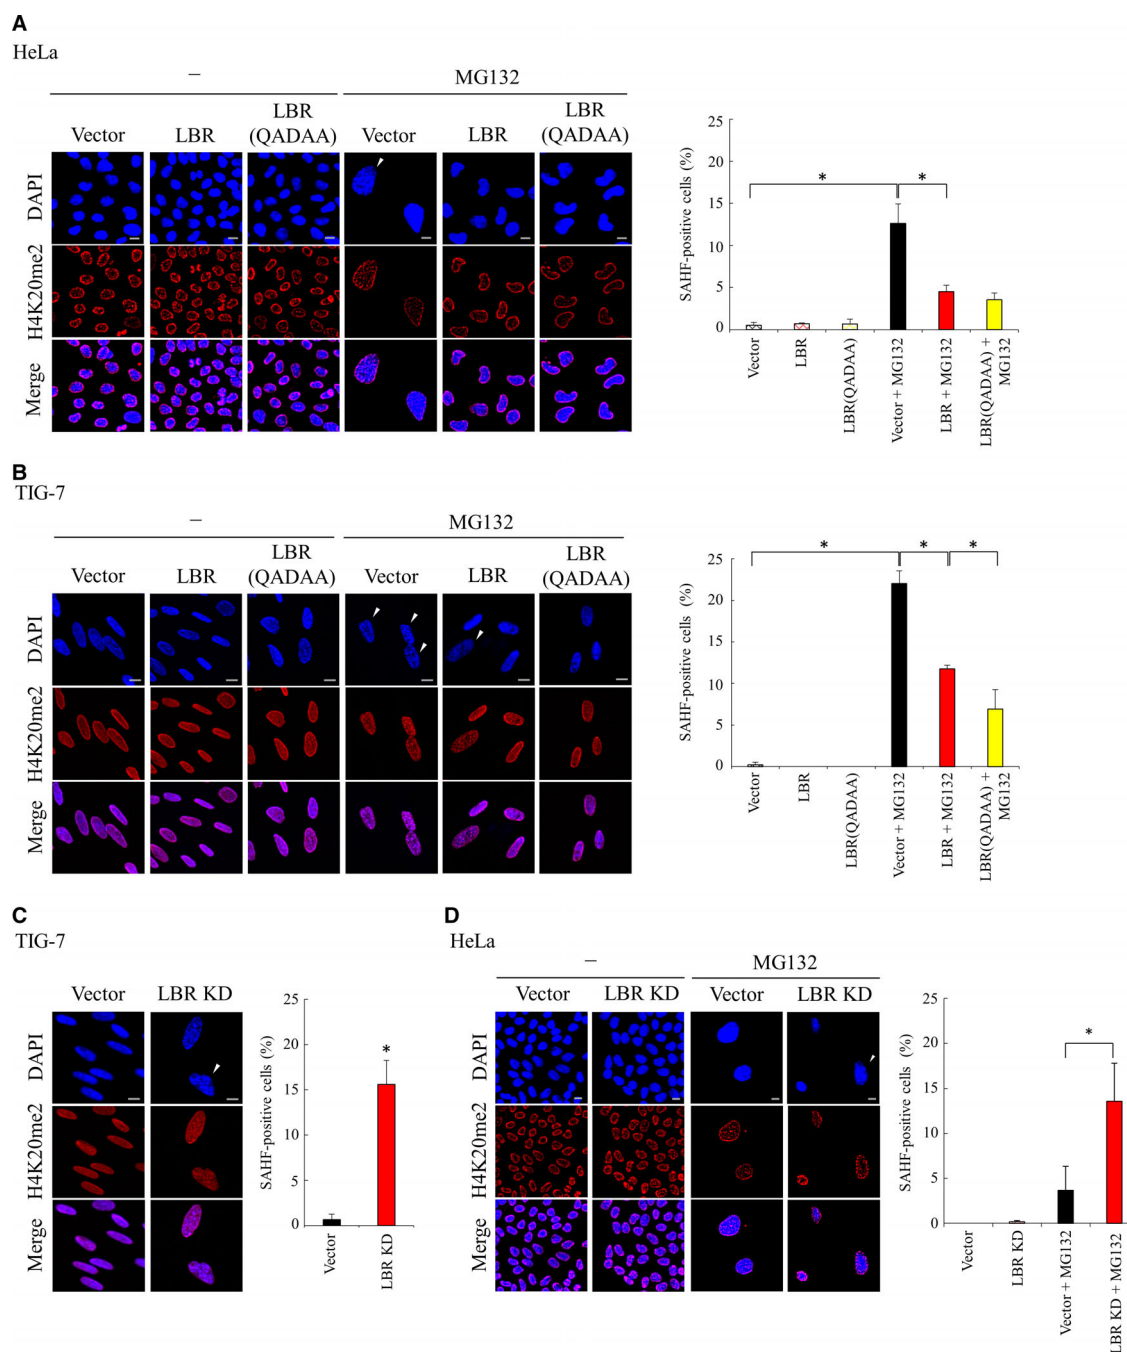 A
HeLa
– MG132
Vector LBR LBR (QADAA) Vector LBR LBR (QADAA)
DAPI
H4K20me2
Merge
SAHF-positive cells (%)
25
20
15
10
5
0
* *
Vector
LBR
LBR(QADAA)
Vector + MG132
LBR + MG132
LBR(QADAA) +
MG132
B
TIG-7
– MG132
Vector LBR LBR (QADAA) Vector LBR LBR (QADAA)
DAPI
H4K20me2
Merge
SAHF-positive cells (%)
25
20
15
10
5
0
* * *
Vector
LBR
LBR(QADAA)
Vector + MG132
LBR + MG132
LBR(QADAA) +
MG132
C
TIG-7
Vector LBR KD
DAPI
H4K20me2
Merge
SAHF-positive cells (%)
25
20
15
10
5
0
*
Vector
LBR KD
D
HeLa
– MG132
Vector LBR KD Vector LBR KD
DAPI
H4K20me2
Merge
SAHF-positive cells (%)
25
20
15
10
5
0
*
Vector
LBR KD
Vector + MG132
LBR KD + MG132